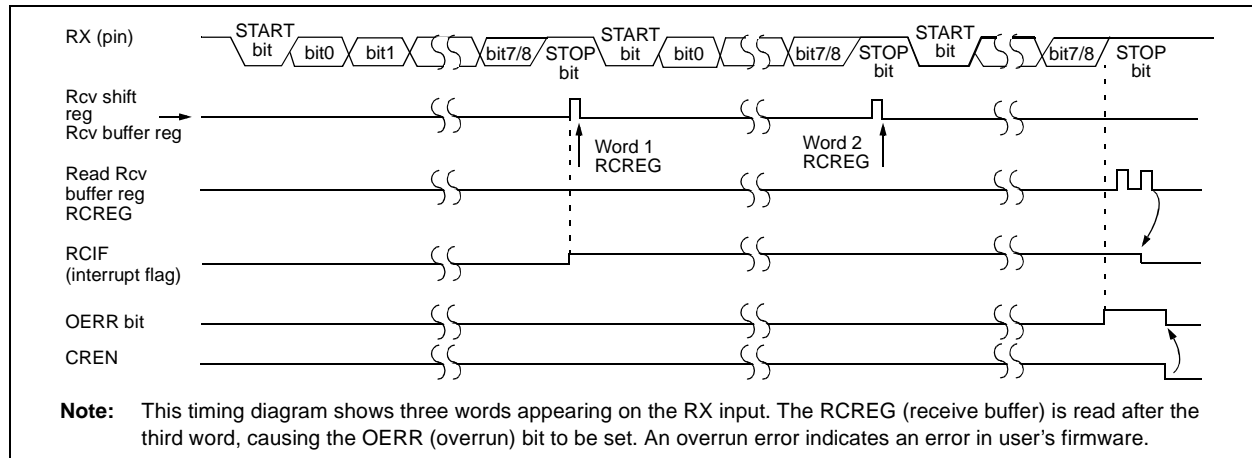 RX (pin)
START
bit
bit0
bit1
bit7/8
STOP
bit
START
bit
bit0
bit7/8
STOP
bit
START
bit
bit7/8
STOP
bit
Rcv shift
reg
Rcv buffer reg
Word 1
RCREG
Word 2
RCREG
Read Rcv
buffer reg
RCREG
RCIF
(interrupt flag)
OERR bit
CREN
Note: This timing diagram shows three words appearing on the RX input. The RCREG (receive buffer) is read after the
third word, causing the OERR (overrun) bit to be set. An overrun error indicates an error in user's firmware.